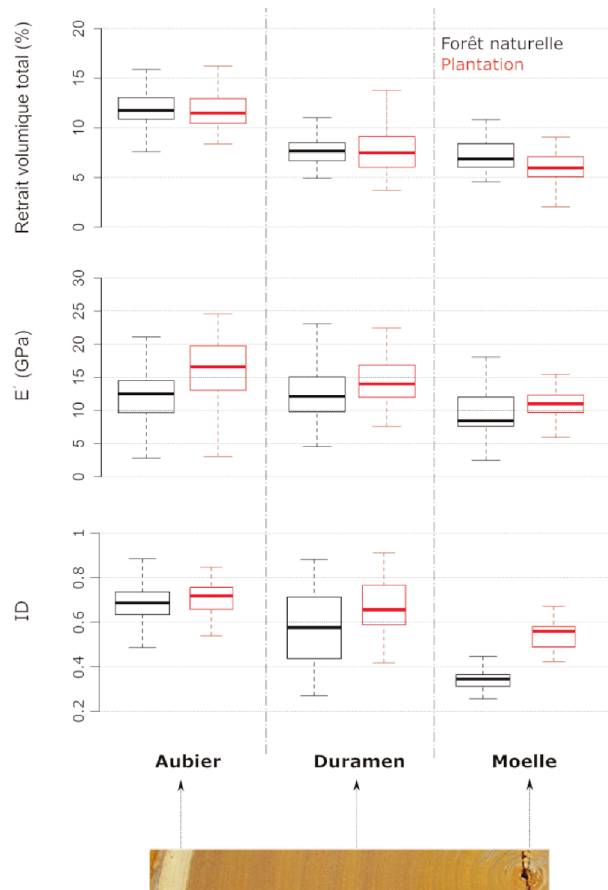 Retrait volumique total (%)
20
15
10
5
0
Forêt naturelle
Plantation
E' (GPa)
30
25
20
15
10
5
0
ID
1
0.8
0.6
0.4
0.2
Aubier Duramen Moelle